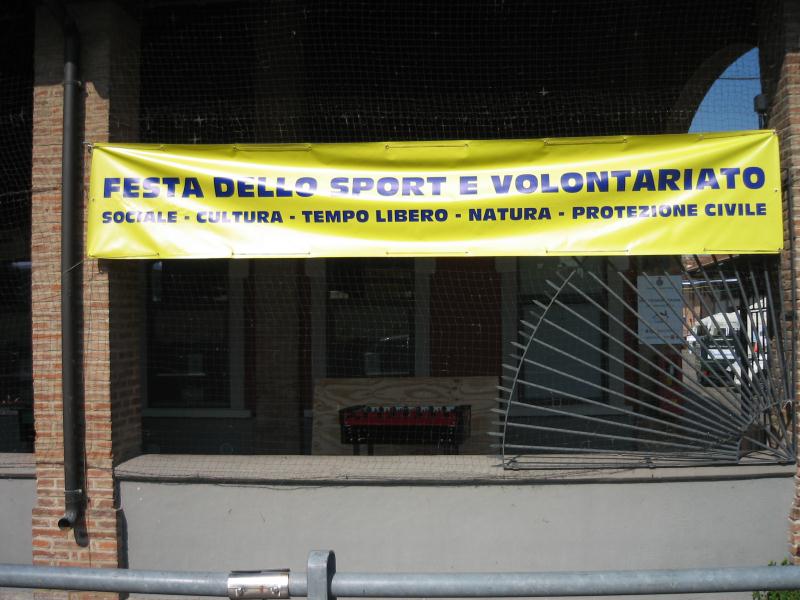 FESTA DELLO SPORT E VOLONTARIATO
SOCIALE - CULTURA - TEMPO LIBERO - NATURA - PROTEZIONE CIVILE